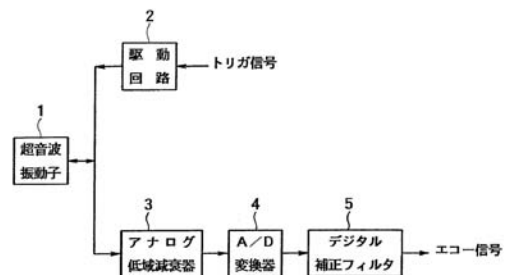 2
駆動
回路
トリガ信号
1
超音波
振動子
3
アナログ
低域減衰器
4
A/D
変換器
5
デジタル
補正フィルタ
エコー信号